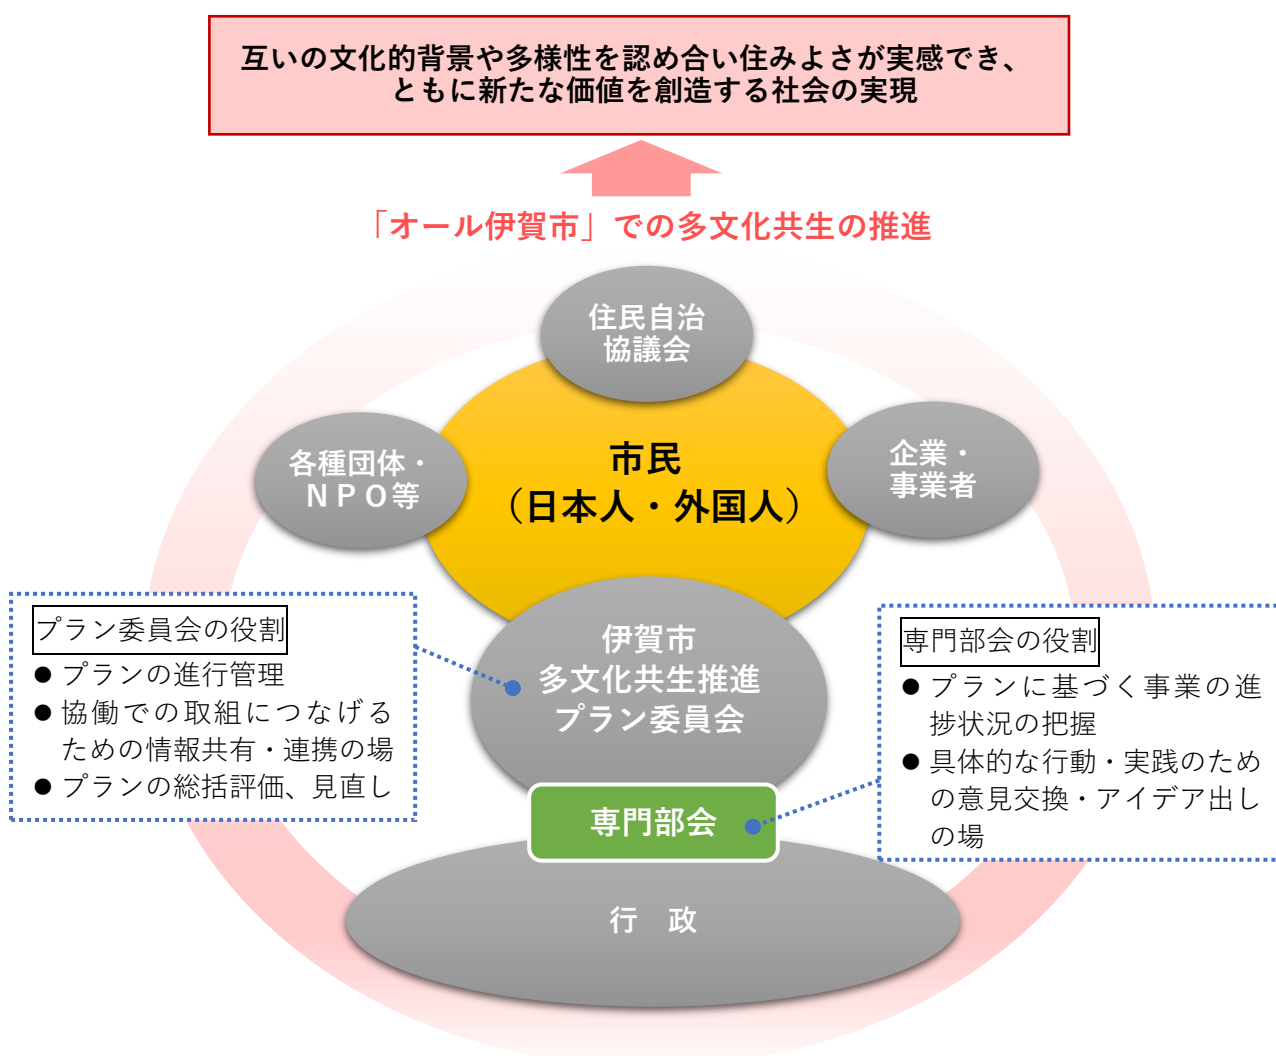 互いの文化的背景や多様性を認め合い住みよさが実感でき、
ともに新たな価値を創造する社会の実現
「オール伊賀市」での多文化共生の推進
住民自治
協議会
各種団体・
ＮＰＯ等
市民
（日本人・外国人）
企業・
事業者
プラン委員会の役割
● プランの進行管理
● 協働での取組につなげる
ための情報共有・連携の場
● プランの総括評価、見直し
伊賀市
多文化共生推進
プラン委員会
専門部会の役割
● プランに基づく事業の進
捗状況の把握
● 具体的な行動・実践のため
の意見交換・アイデア出し
の場
専門部会
行　政